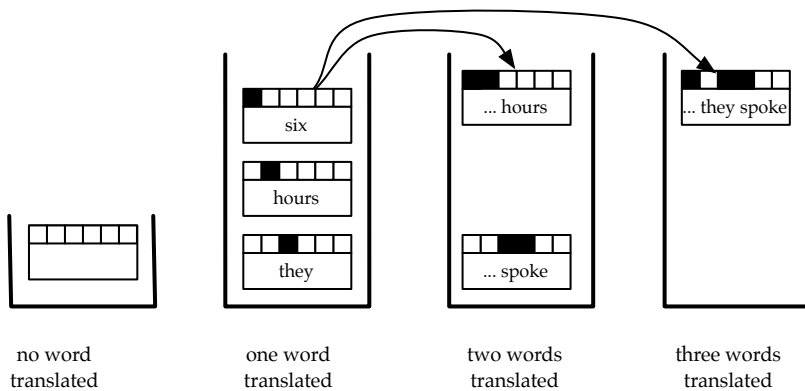 six
hours
they
... hours
... spoke
... they spoke
no word
translated
one word
translated
two words
translated
three words
translated